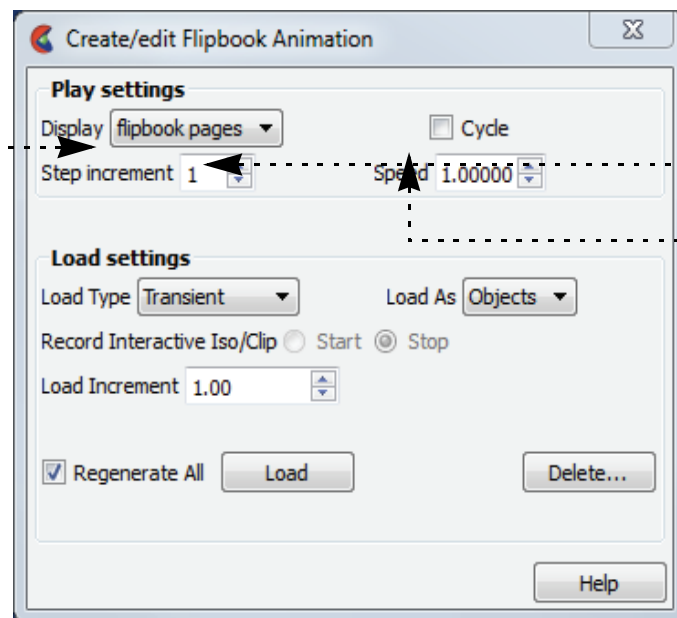 Create/edit Flipbook Animation
Play settings
Display flipbook pages Cycle
Step increment 1 Speed 1.00000
Load settings
Load Type Transient Load As Objects
Record Interactive Iso/Clip Start Stop
Load Increment 1.00
Regenerate All Load Delete...
Help